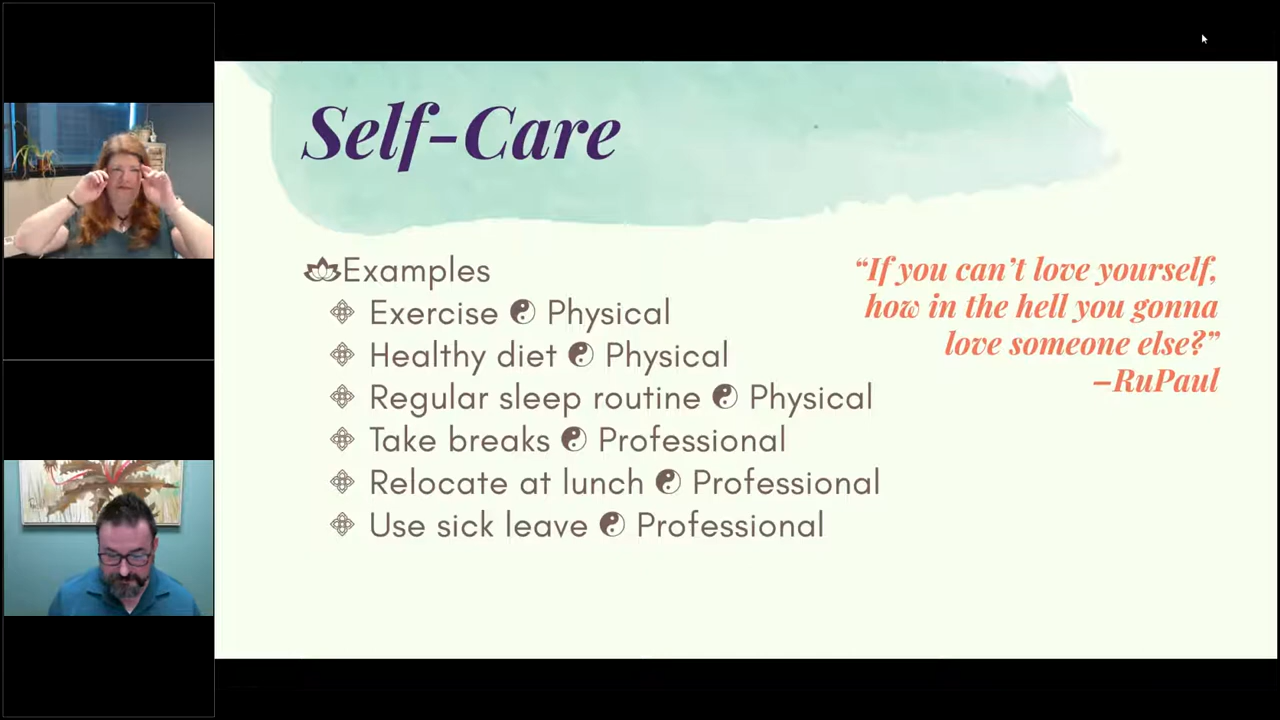 Self-Care
Examples
Exercise ☯ Physical
Healthy diet ☯ Physical
Regular sleep routine ☯ Physical
Take breaks ☯ Professional
Relocate at lunch ☯ Professional
Use sick leave ☯ Professional
“If you can’t love yourself,
how in the hell you gonna
love someone else?”
–RuPaul